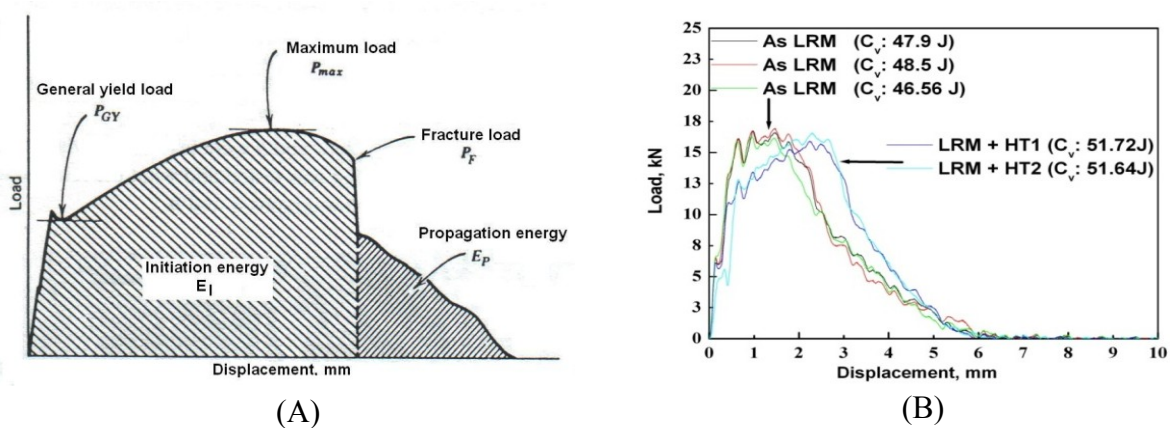 Maximum load
P_max
General yield load
P_GY
Fracture load
P_F
Propagation energy
E_P
Initiation energy
E_I
Load
Displacement, mm
(A)
25
23
20
18
15
13
10
8
5
3
0
0 1 2 3 4 5 6 7 8 9 10
Load, kN
Displacement, mm
As LRM (C_v: 47.9 J)
As LRM (C_v: 48.5 J)
As LRM (C_v: 46.56 J)
LRM + HT1 (C_v: 51.72J)
LRM + HT2 (C_v: 51.64J)
(B)